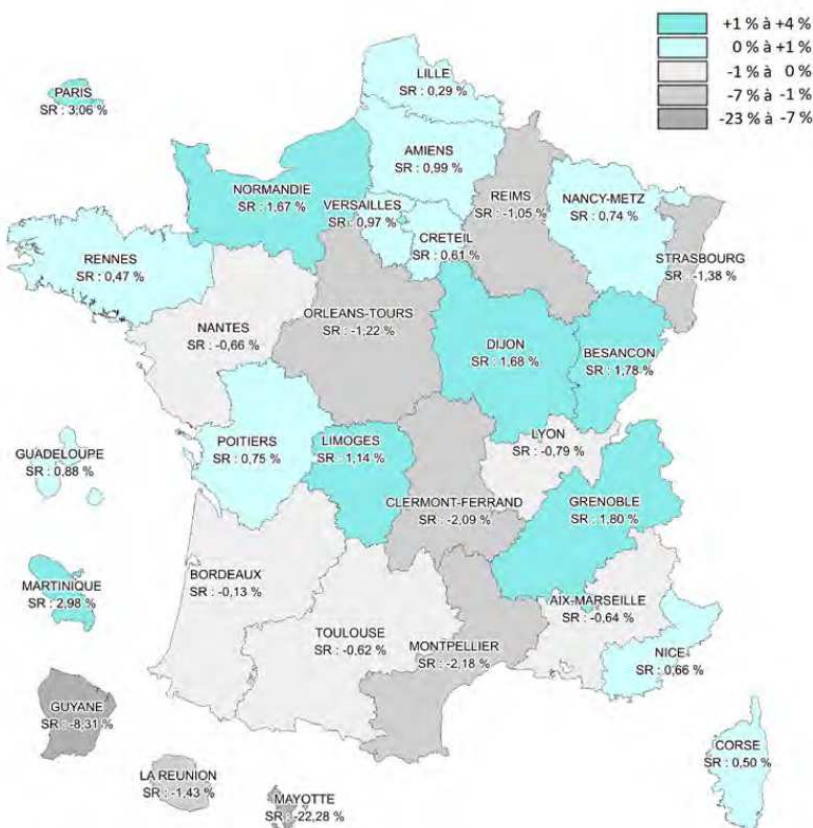 +1 % à +4 %
0 % à +1 %
-1 % à 0 %
-7 % à -1 %
-23 % à -7 %
LILLE
SR : 0,29 %
PARIS
SR : 3,06 %
AMIENS
SR : 0,99 %
NORMANDIE
SR : 1,67 %
VERSAILLES
SR : 0,97 %
REIMS
SR : -1,05 %
NANCY-METZ
SR : 0,74 %
CRETEIL
SR : 0,61 %
STRASBOURG
SR : -1,38 %
RENNES
SR : 0,47 %
NANTES
SR : -0,66 %
ORLEANS-TOURS
SR : -1,22 %
DIJON
SR : 1,68 %
BESANCON
SR : 1,78 %
POITIERS
SR : 0,75 %
LIMOGES
SR : 1,14 %
LYON
SR : -0,79 %
GUADELOUPE
SR : 0,88 %
CLERMONT-FERRAND
SR : -2,09 %
GRENOBLE
SR : 1,80 %
BORDEAUX
SR : -0,13 %
MARTINIQUE
SR : 2,98 %
AIX-MARSEILLE
SR : -0,64 %
TOULOUSE
SR : -0,62 %
MONTPELLIER
SR : -2,18 %
NICE
SR : 0,66 %
GUYANE
SR : -8,31 %
CORSE
SR : 0,50 %
LA REUNION
SR : -1,43 %
MAYOTTE
SR : -22,28 %